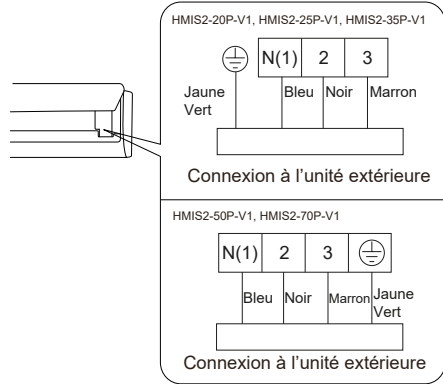 HMIS2-20P-V1, HMIS2-25P-V1, HMIS2-35P-V1
N(1) 2 3
Jaune Vert
Bleu Noir Marron
Connexion à l'unité extérieure
HMIS2-50P-V1, HMIS2-70P-V1
N(1) 2 3
Bleu Noir Marron Jaune Vert
Connexion à l'unité extérieure